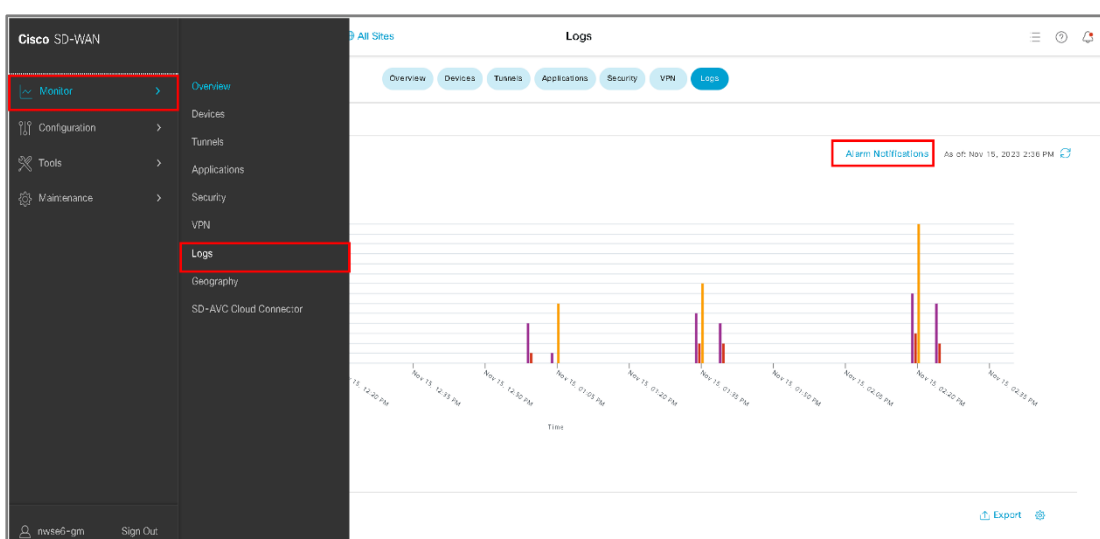 Cisco SD-WAN
All Sites
Logs
Overview Devices Tunnels Applications Security VPN Logs
Monitor
Configuration
Tools
Maintenance
Overview
Devices
Tunnels
Applications
Security
VPN
Logs
Geography
SD-AVC Cloud Connector
Alarm Notifications As of: Nov 15, 2023 2:36 PM
15, 12:20 PM Nov 15, 12:35 PM Nov 15, 12:50 PM Nov 15, 01:05 PM Nov 15, 01:20 PM Nov 15, 01:35 PM Nov 15, 01:50 PM Nov 15, 02:05 PM Nov 15, 02:20 PM Nov 15, 02:35 PM
Time
Export
nwse6-gm Sign Out